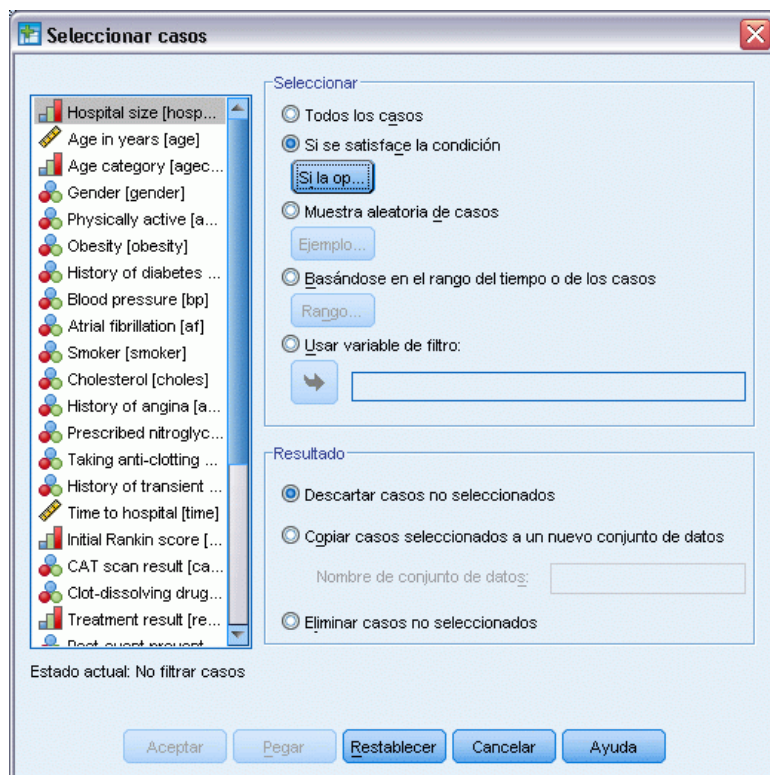 Seleccionar casos
Hospital size [hosp...
Age in years [age]
Age category [agec...
Gender [gender]
Physically active [a...
Obesity [obesity]
History of diabetes ...
Blood pressure [bp]
Atrial fibrillation [af]
Smoker [smoker]
Cholesterol [choles]
History of angina [a...
Prescribed nitroglyc...
Taking anti-clotting ...
History of transient ...
Time to hospital [time]
Initial Rankin score [...
CAT scan result [ca...
Clot-dissolving drug...
Treatment result [re...
Post-event prevent...
Estado actual: No filtrar casos
Seleccionar
Todos los casos
Si se satisface la condición
Si la op...
Muestra aleatoria de casos
Ejemplo...
Basándose en el rango del tiempo o de los casos
Rango...
Usar variable de filtro:
Resultado
Descartar casos no seleccionados
Copiar casos seleccionados a un nuevo conjunto de datos
Nombre de conjunto de datos:
Eliminar casos no seleccionados
Aceptar Pegar Restablecer Cancelar Ayuda